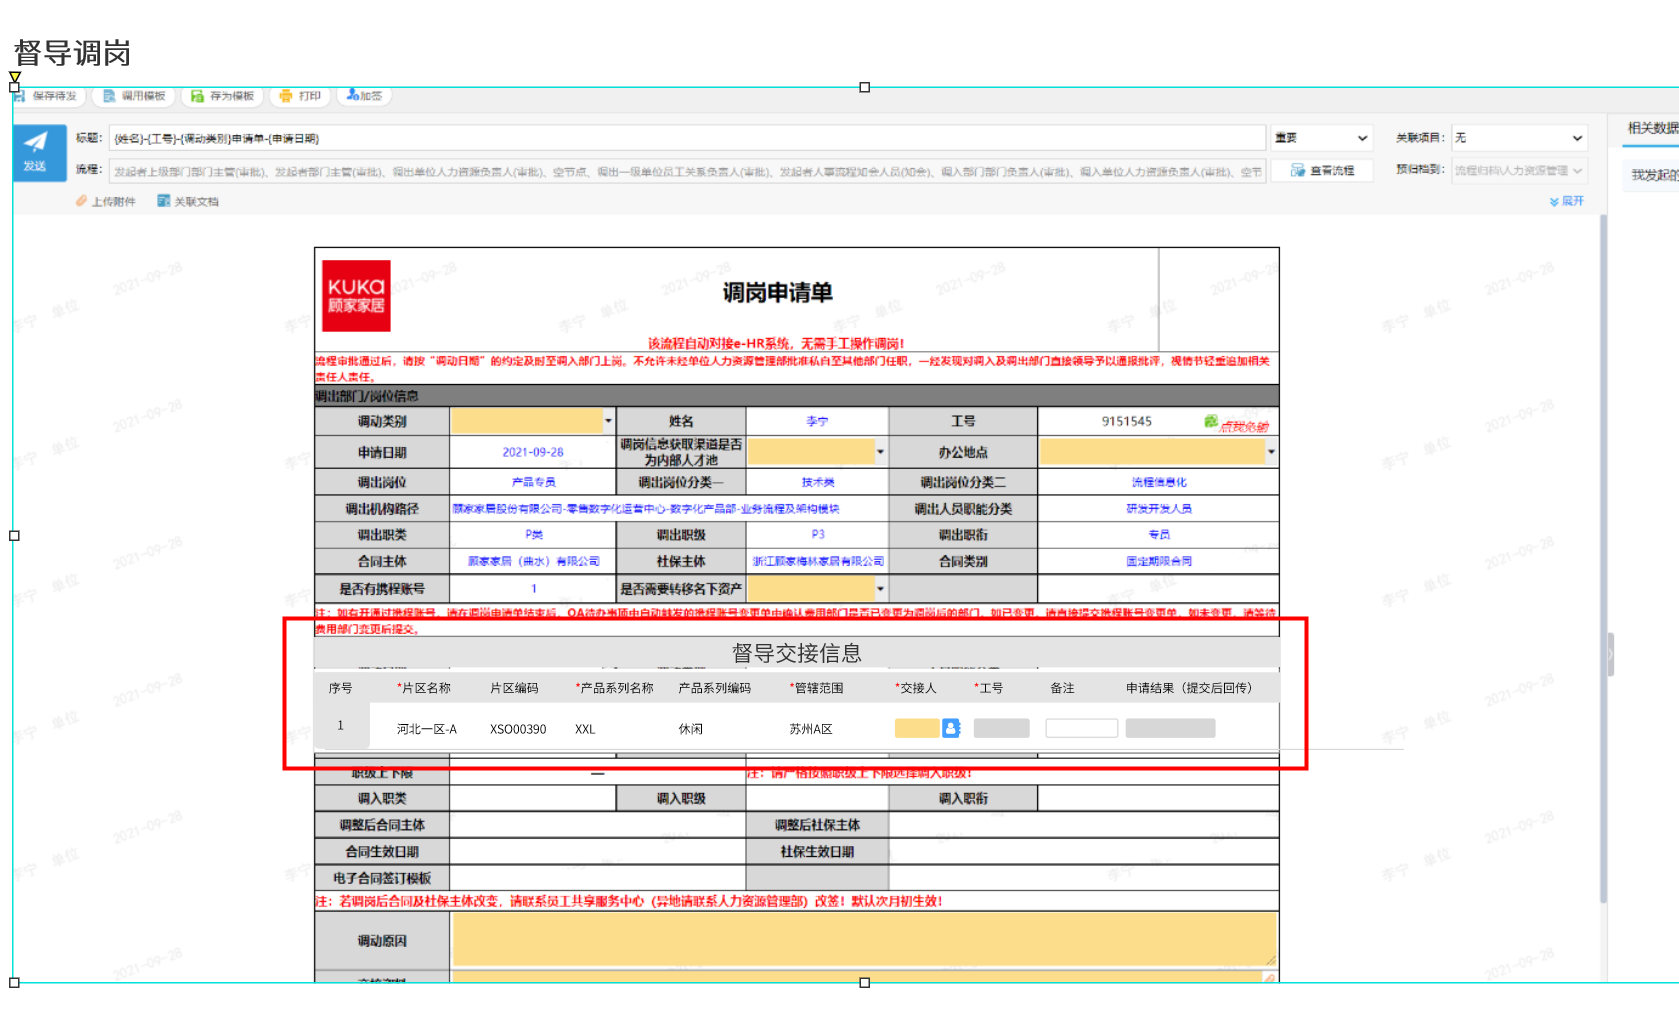 督导调岗
保存待发 调用模板 存为模板 打印 加签
发送
标题: {姓名}-{工号}-{调动类别}申请单-{申请日期} 重要 关联项目: 无
流程: 发起者上级部门部门主管(审批)、发起者部门主管(审批)、调出单位人力资源负责人(审批)、空节点、调出一级单位员工关系负责人(审批)、发起者人事流程知会人员(知会)、调入部门部门负责人(审批)、调入单位人力资源负责人(审批)、空节 查看流程 预归档到: 流程归档\人力资源管理
上传附件 关联文档 展开
相关数据
我发起的
KUKa
顾家家居
调岗申请单
该流程自动对接e-HR系统，无需手工操作调岗！
流程审批通过后，请按“调动日期”的约定及时至调入部门上岗。不允许未经单位人力资源管理部批准私自至其他部门任职，一经发现对调入及调出部门直接领导予以通报批评，视情节轻重追加相关
责任人责任。
调出部门/岗位信息
调动类别 姓名 李宁 工号 9151545 点我必输
申请日期 2021-09-28 调岗信息获取渠道是否为内部人才池 办公地点
调出岗位 产品专员 调出岗位分类一 技术类 调出岗位分类二 流程信息化
调出机构路径 顾家家居股份有限公司-零售数字化运营中心-数字化产品部-业务流程及架构模块 调出人员职能分类 研发开发人员
调出职类 P类 调出职级 P3 调出职衔 专员
合同主体 顾家家居（曲水）有限公司 社保主体 浙江顾家梅林家居有限公司 合同类别 固定期限合同
是否有携程账号 1 是否需要转移名下资产
注：如有开通过携程账号，请在调岗申请单结束后，OA待办事项中自动触发的携程账号变更单中确认费用部门是否已变更为调岗后的部门，如已变更，请直接提交携程账号变更单，如未变更，请等待
费用部门变更后提交。
督导交接信息
序号 *片区名称 片区编码 *产品系列名称 产品系列编码 *管辖范围 *交接人 *工号 备注 申请结果（提交后回传）
1 河北一区-A XSO00390 XXL 休闲 苏州A区
职级上下限 — 注：请严格按照职级上下限选择调入职级！
调入职类 调入职级 调入职衔
调整后合同主体 调整后社保主体
合同生效日期 社保生效日期
电子合同签订模板
注：若调岗后合同及社保主体改变，请联系员工共享服务中心（异地请联系人力资源管理部）改签！默认次月初生效！
调动原因